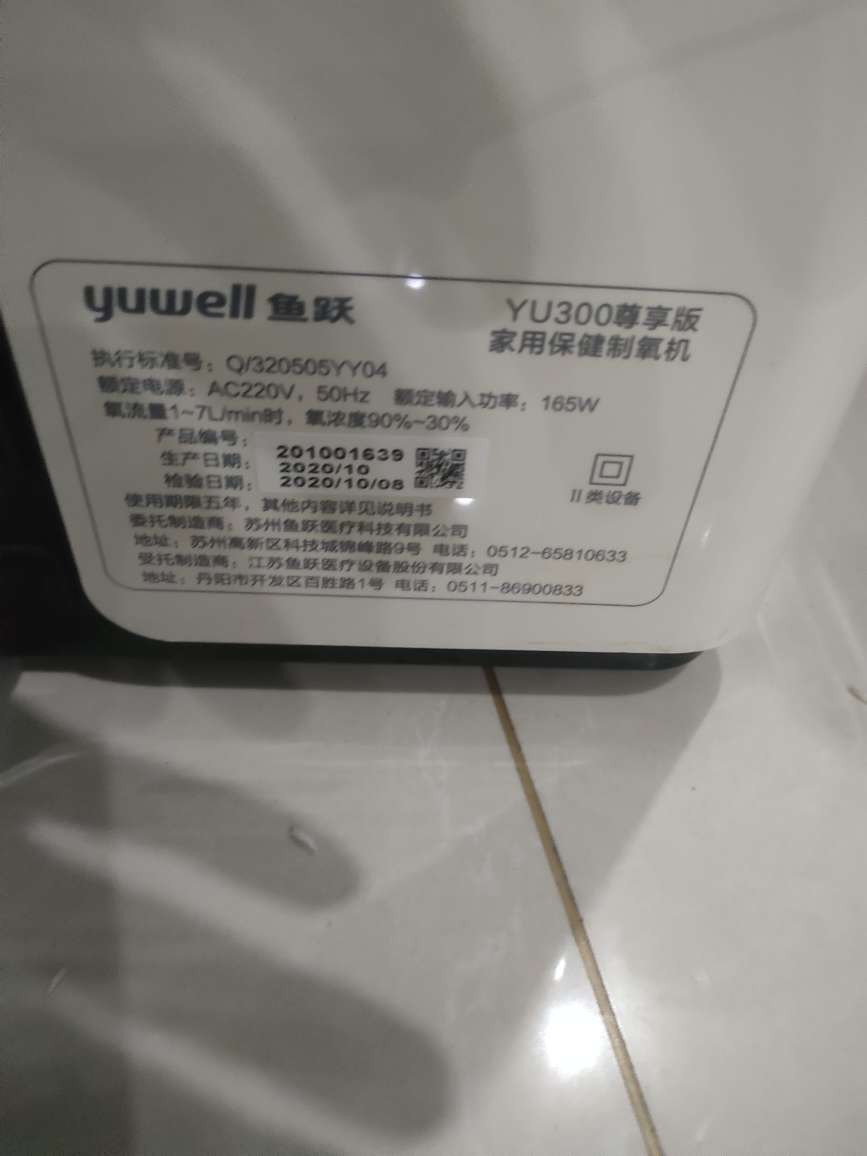 yuwell 鱼跃
YU300尊享版
家用保健制氧机
执行标准号：Q/320505YY04
额定电源：AC220V，50Hz 额定输入功率：165W
氧流量1~7L/min时，氧浓度90%~30%
产品编号：201001639
生产日期：2020/10
检验日期：2020/10/08
II类设备
使用期限五年，其他内容详见说明书
委托制造商：苏州鱼跃医疗科技有限公司
地址：苏州高新区科技城锦峰路9号 电话：0512-65810633
受托制造商：江苏鱼跃医疗设备股份有限公司
地址：丹阳市开发区百胜路1号 电话：0511-86900833